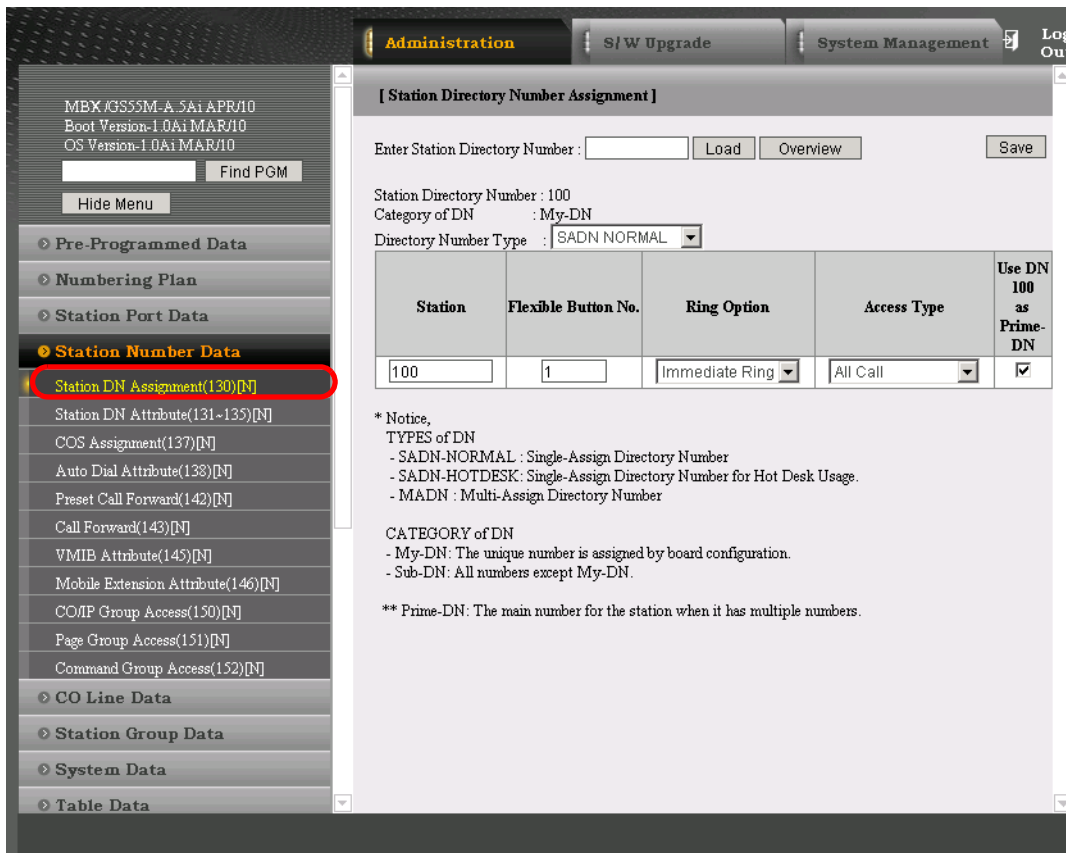 Administration
S/W Upgrade
System Management
Log
Out
MBX /GS55M-A.5Ai APR/10
Boot Version-1.0Ai MAR/10
OS Version-1.0Ai MAR/10
Find PGM
Hide Menu
Pre-Programmed Data
Numbering Plan
Station Port Data
Station Number Data
Station DN Assignment(130)[N]
Station DN Attribute(131~135)[N]
COS Assignment(137)[N]
Auto Dial Attribute(138)[N]
Preset Call Forward(142)[N]
Call Forward(143)[N]
VMIB Attribute(145)[N]
Mobile Extension Attribute(146)[N]
CO/IP Group Access(150)[N]
Page Group Access(151)[N]
Command Group Access(152)[N]
CO Line Data
Station Group Data
System Data
Table Data
[ Station Directory Number Assignment ]
Enter Station Directory Number : Load Overview Save
Station Directory Number : 100
Category of DN : My-DN
Directory Number Type : SADN NORMAL
Station Flexible Button No. Ring Option Access Type Use DN 100 as Prime-DN
100 1 Immediate Ring All Call
* Notice,
TYPES of DN
- SADN-NORMAL : Single-Assign Directory Number
- SADN-HOTDESK: Single-Assign Directory Number for Hot Desk Usage.
- MADN : Multi-Assign Directory Number
CATEGORY of DN
- My-DN: The unique number is assigned by board configuration.
- Sub-DN: All numbers except My-DN.
** Prime-DN: The main number for the station when it has multiple numbers.